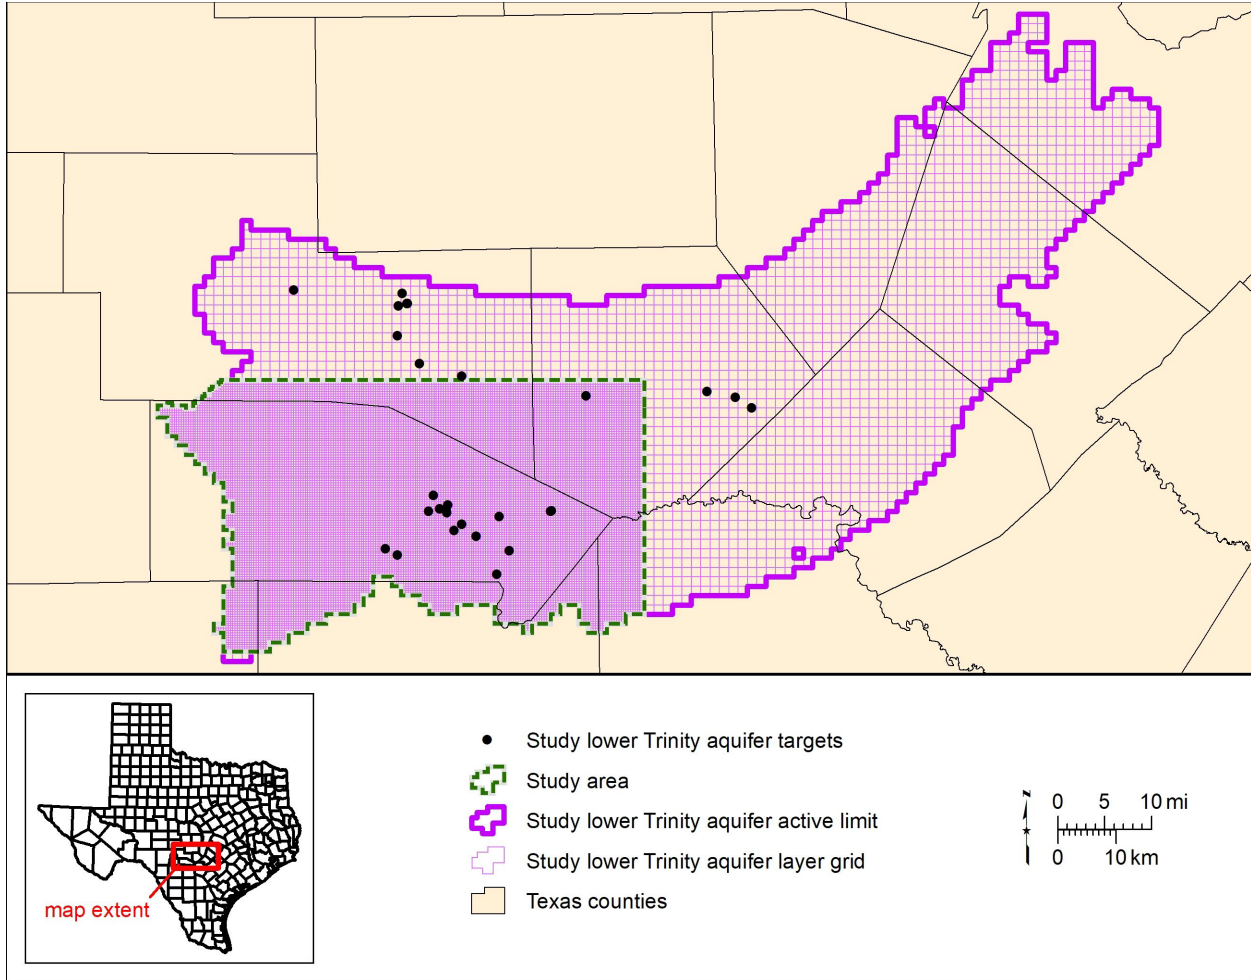 Study lower Trinity aquifer targets
Study area
Study lower Trinity aquifer active limit
Study lower Trinity aquifer layer grid
Texas counties
map extent
N
0 5 10 mi
0 10 km